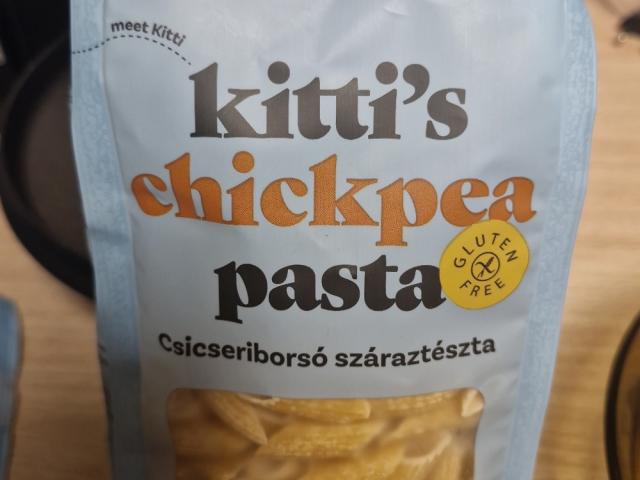 meet Kitti
kitti's
chickpea
pasta
GLUTEN
FREE
Csicseriborsó száraztészta